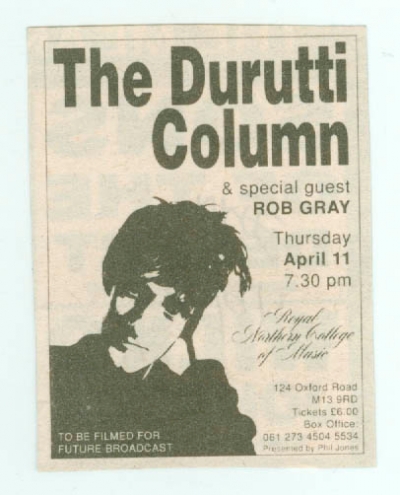 The Durutti
Column
& special guest
ROB GRAY
Thursday
April 11
7.30 pm
Royal
Northern College
of Music
124 Oxford Road
M13 9RD
Tickets £6.00
Box Office:
061 273 4504 5534
Presented by Phil Jones
TO BE FILMED FOR
FUTURE BROADCAST